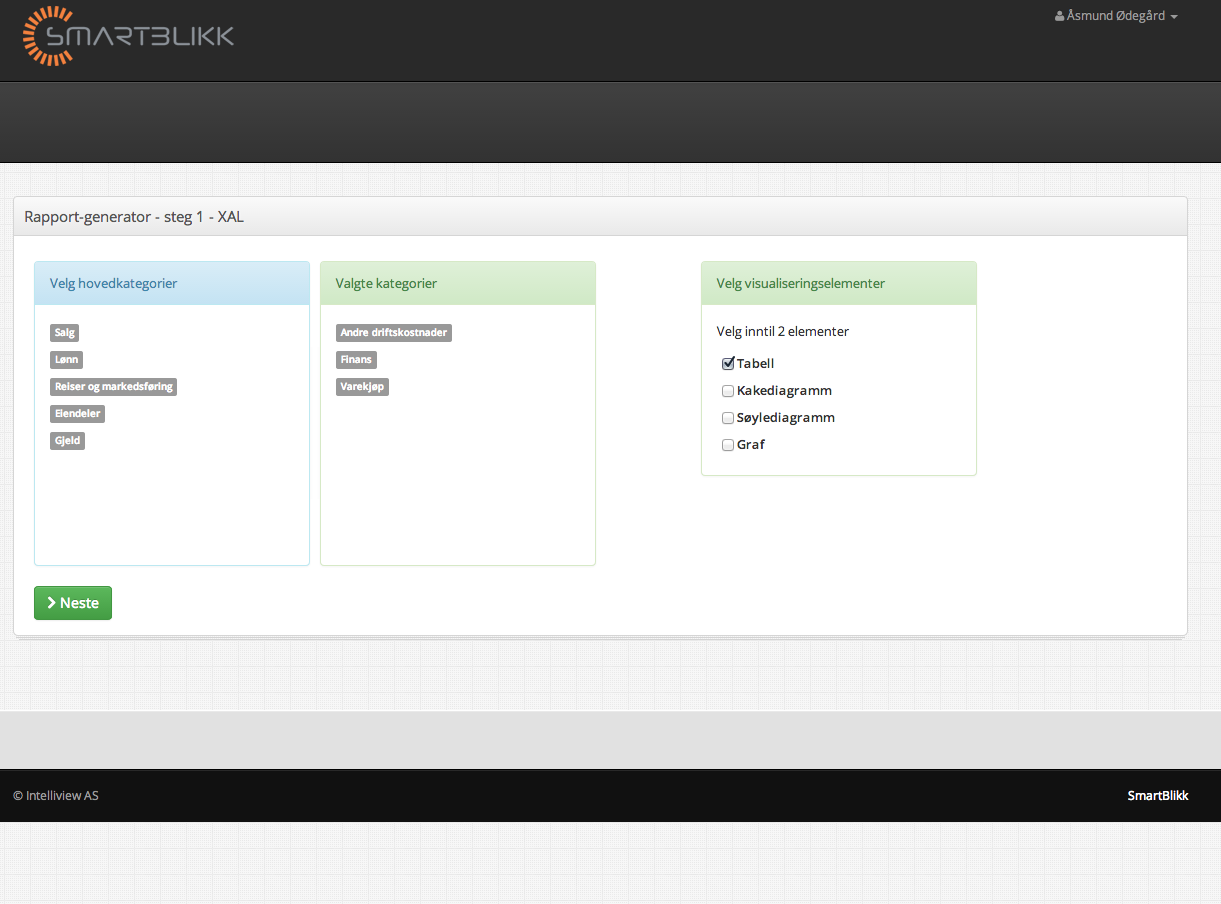 SMARTBLIKK
Åsmund Ødegård
Rapport-generator - steg 1 - XAL
Velg hovedkategorier
Salg
Lønn
Reiser og markedsføring
Eiendeler
Gjeld
Valgte kategorier
Andre driftskostnader
Finans
Varekjøp
Velg visualiseringselementer
Velg inntil 2 elementer
Tabell
Kakediagramm
Søylediagramm
Graf
Neste
© Intelliview AS
SmartBlikk